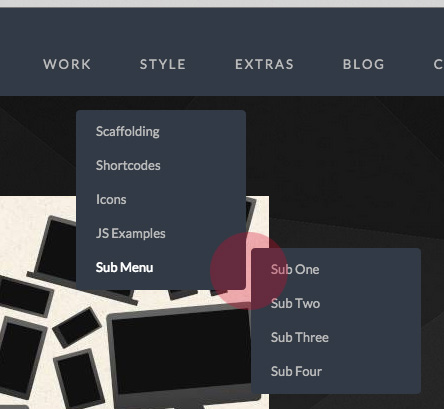 WORK STYLE EXTRAS BLOG C
Scaffolding
Shortcodes
Icons
JS Examples
Sub Menu
Sub One
Sub Two
Sub Three
Sub Four